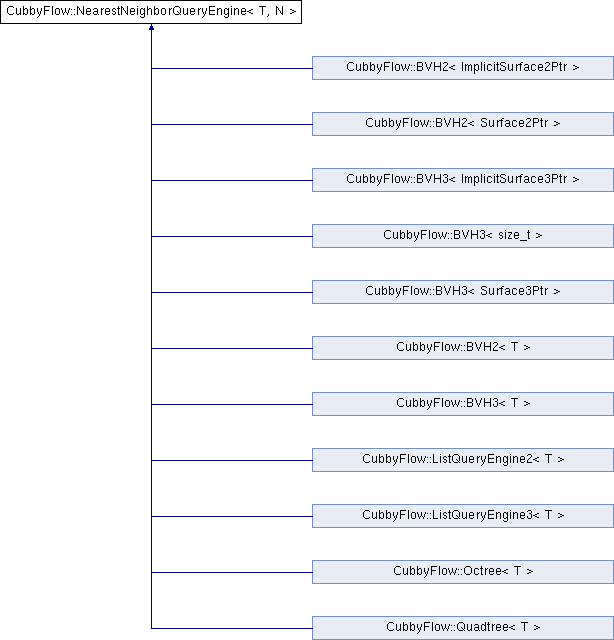 CubbyFlow::NearestNeighborQueryEngine< T, N >
CubbyFlow::BVH2< ImplicitSurface2Ptr >
CubbyFlow::BVH2< Surface2Ptr >
CubbyFlow::BVH3< ImplicitSurface3Ptr >
CubbyFlow::BVH3< size_t >
CubbyFlow::BVH3< Surface3Ptr >
CubbyFlow::BVH2< T >
CubbyFlow::BVH3< T >
CubbyFlow::ListQueryEngine2< T >
CubbyFlow::ListQueryEngine3< T >
CubbyFlow::Octree< T >
CubbyFlow::Quadtree< T >